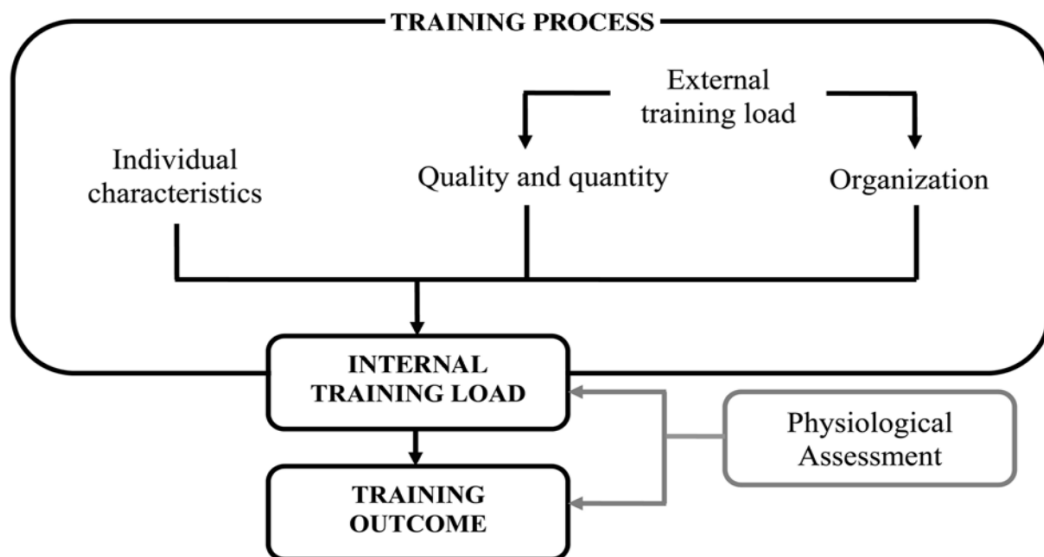 TRAINING PROCESS
External
training load
Individual
characteristics
Quality and quantity
Organization
INTERNAL
TRAINING LOAD
Physiological
Assessment
TRAINING
OUTCOME